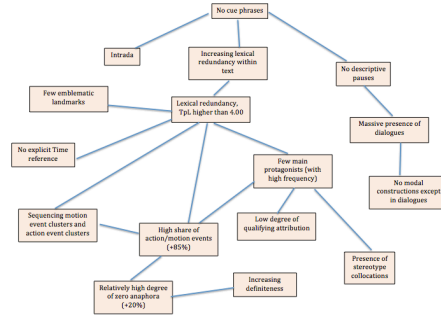 No cue phrases
Intrada
Increasing lexical
redundancy within
text
No descriptive
pauses
Few emblematic
landmarks
Lexical redundancy,
TpL higher than 4.00
Massive presence of
dialogues
No explicit Time
reference
Few main
protagonists (with
high frequency)
No modal
constructions except
in dialogues
Sequencing motion
event clusters and
action event clusters
High share of
action/motion events
(+85%)
Low degree of
qualifying attribution
Presence of
stereotype
collocations
Relatively high degree
of zero anaphora
(+20%)
Increasing
definiteness